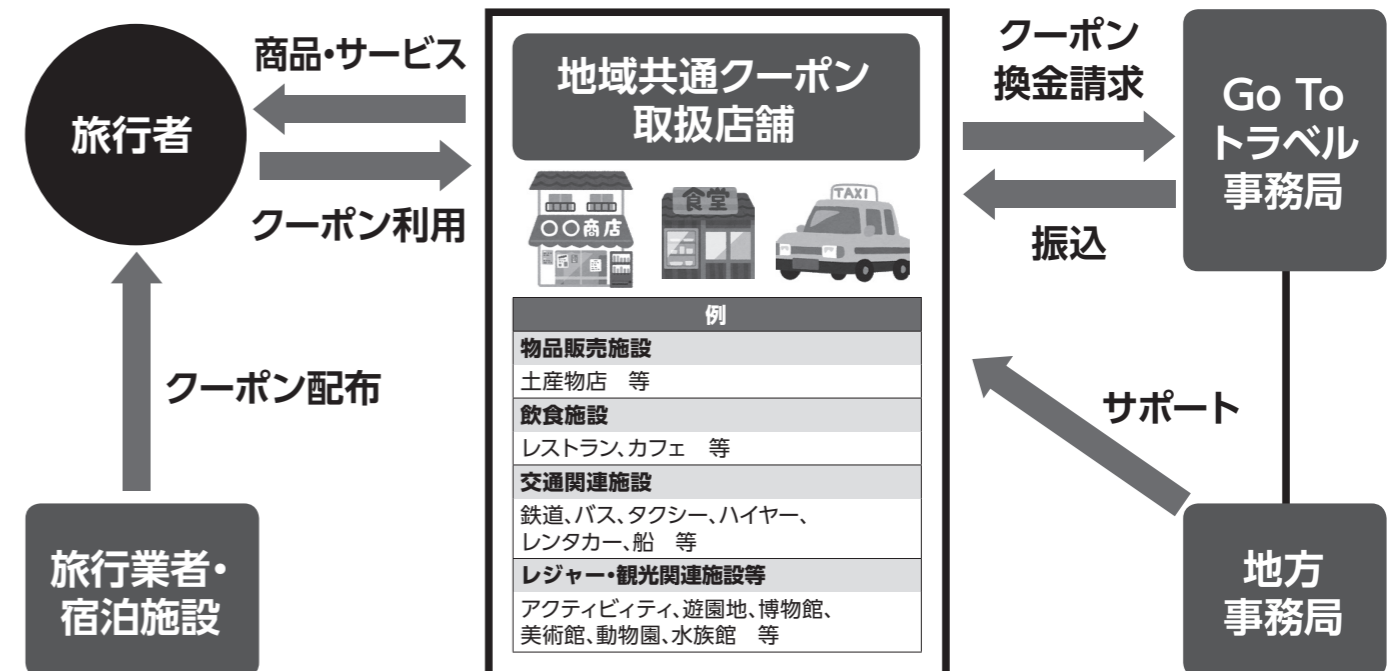 旅行者
商品・サービス
クーポン利用
クーポン配布
旅行業者・
宿泊施設
地域共通クーポン
取扱店舗
〇〇商店
食堂
TAXI
例
物品販売施設
土産物店 等
飲食施設
レストラン、カフェ 等
交通関連施設
鉄道、バス、タクシー、ハイヤー、
レンタカー、船 等
レジャー・観光関連施設等
アクティビィティ、遊園地、博物館、
美術館、動物園、水族館 等
クーポン
換金請求
振込
Go To
トラベル
事務局
サポート
地方
事務局